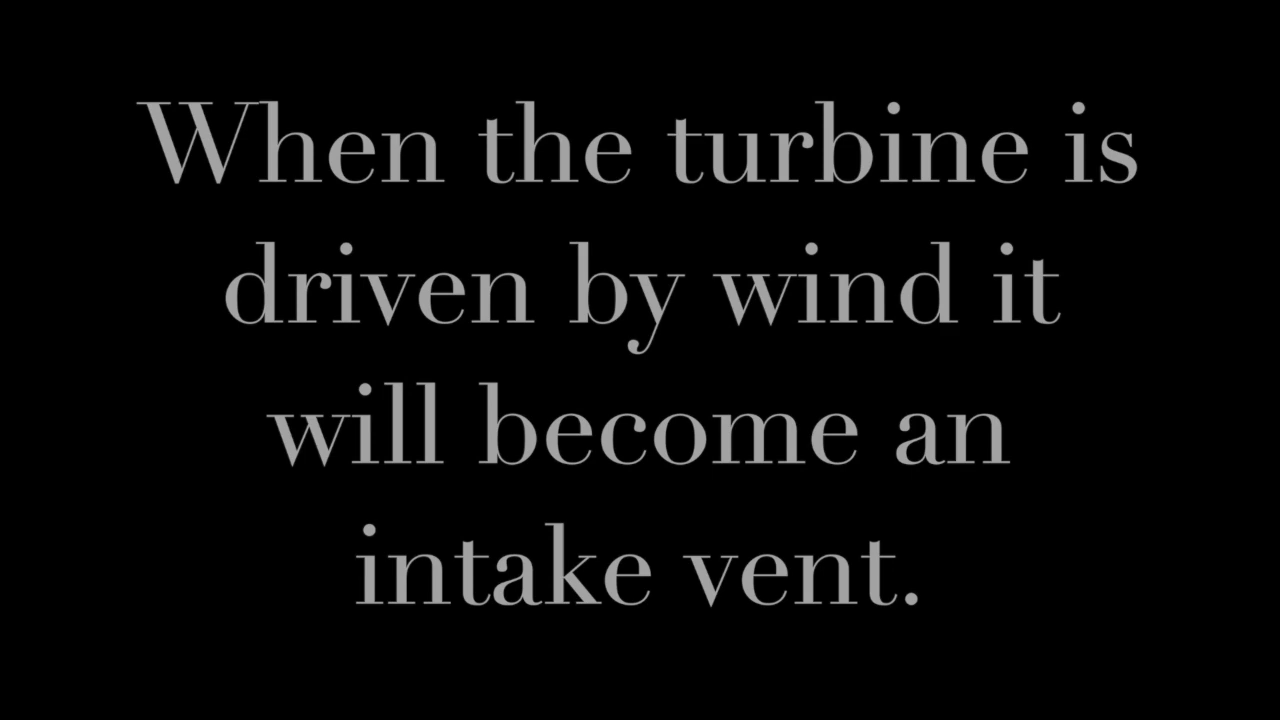 When the turbine is
driven by wind it
will become an
intake vent.